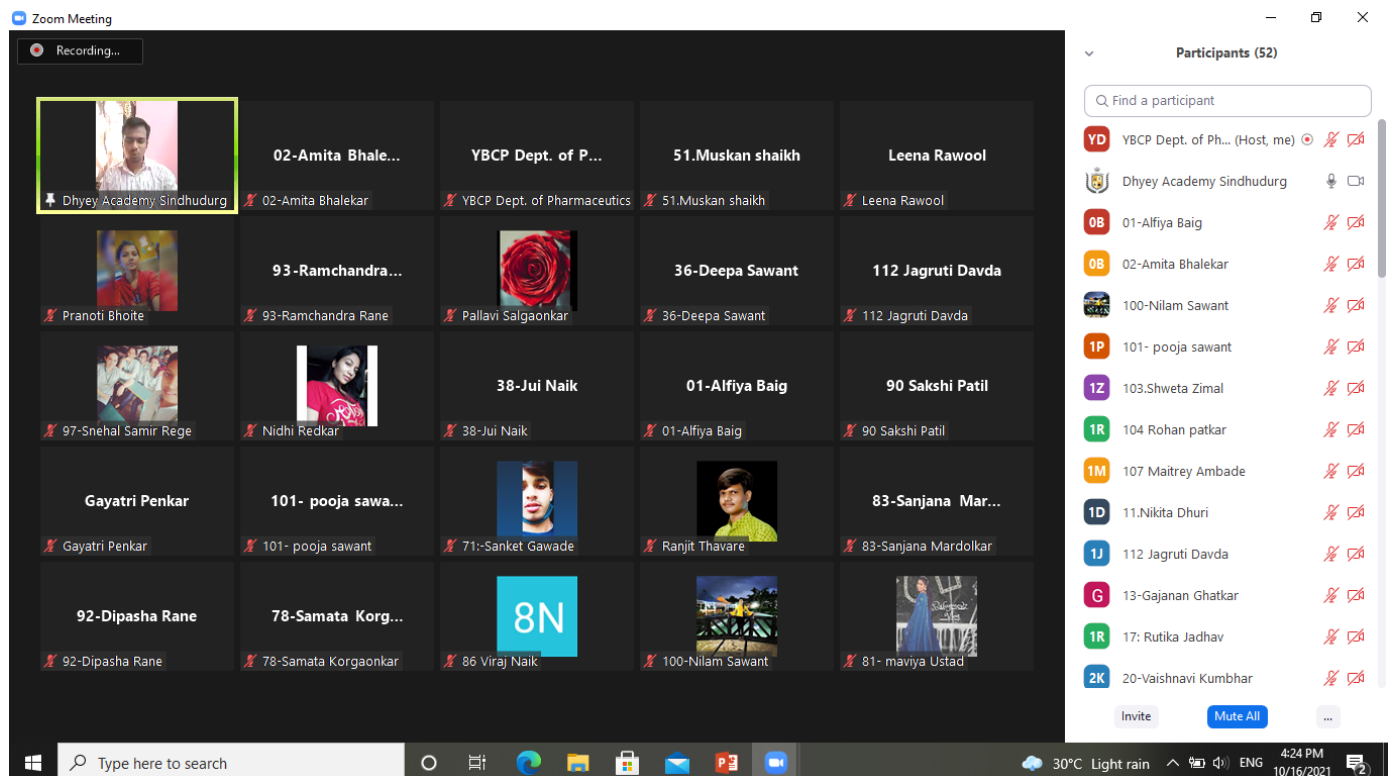 Zoom Meeting
Recording...
Dhyey Academy Sindhudurg
02-Amita Bhale...
02-Amita Bhalekar
YBCP Dept. of P...
YBCP Dept. of Pharmaceutics
51.Muskan shaikh
51.Muskan shaikh
Leena Rawool
Leena Rawool
Pranoti Bhoite
93-Ramchandra...
93-Ramchandra Rane
Pallavi Salgaonkar
36-Deepa Sawant
36-Deepa Sawant
112 Jagruti Davda
112 Jagruti Davda
97-Snehal Samir Rege
Nidhi Redkar
38-Jui Naik
38-Jui Naik
01-Alfiya Baig
01-Alfiya Baig
90 Sakshi Patil
90 Sakshi Patil
Gayatri Penkar
Gayatri Penkar
101- pooja sawa...
101- pooja sawant
71:-Sanket Gawade
Ranjit Thavare
83-Sanjana Mar...
83-Sanjana Mardolkar
92-Dipasha Rane
92-Dipasha Rane
78-Samata Korg...
78-Samata Korgaonkar
8N
86 Viraj Naik
100-Nilam Sawant
81- maviya Ustad
Participants (52)
Find a participant
YD YBCP Dept. of Ph... (Host, me)
Dhyey Academy Sindhudurg
0B 01-Alfiya Baig
0B 02-Amita Bhalekar
100-Nilam Sawant
1P 101- pooja sawant
1Z 103.Shweta Zimal
1R 104 Rohan patkar
1M 107 Maitrey Ambade
1D 11.Nikita Dhuri
1J 112 Jagruti Davda
G 13-Gajanan Ghatkar
1R 17: Rutika Jadhav
2K 20-Vaishnavi Kumbhar
Invite
Mute All
...
Type here to search
30°C Light rain
ENG
4:24 PM
10/16/2021
2